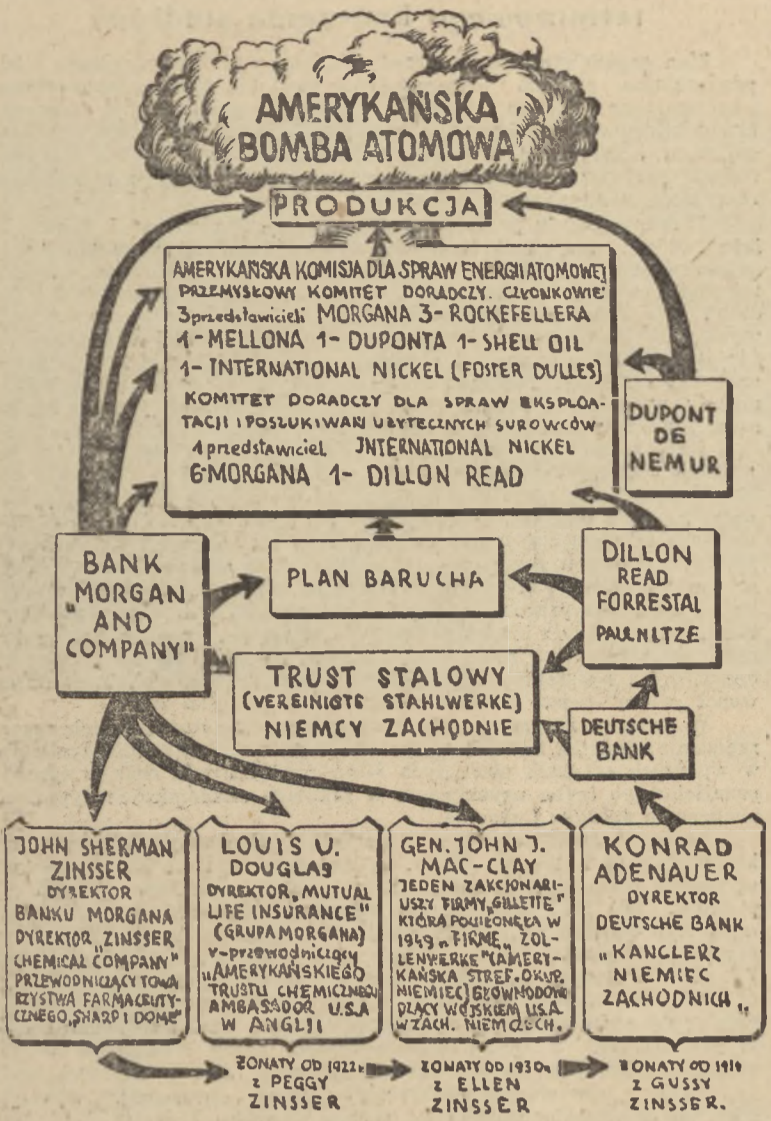 AMERYKAŃSKA
BOMBA ATOMOWA
PRODUKCJA
AMERYKAŃSKA KOMISJA DLA SPRAW ENERGII ATOMOWEJ
PRZEMYSŁOWY KOMITET DORADCZY. CZŁONKOWIE:
3 przedstawicieli MORGANA 3- ROCKEFELLERA
1-MELLONA 1-DUPONTA 1-SHELL OIL
1-INTERNATIONAL NICKEL (FOSTER DULLES)
KOMITET DORADCZY DLA SPRAW EKSPLOA-
TACJI I POSZUKIWAŃ UŻYTECZNYCH SUROWCÓW
1 przedstawiciel INTERNATIONAL NICKEL
6-MORGANA 1- DILLON READ
DUPONT
DE
NEMUR
BANK
„MORGAN
AND
COMPANY"
PLAN BARUCHA
DILLON
READ
FORRESTAL
PAUL NITZE
TRUST STALOWY
(VEREINIGTE STAHLWERKE)
NIEMCY ZACHODNIE
DEUTSCHE
BANK
JOHN SHERMAN
ZINSSER
DYREKTOR
BANKU MORGANA
DYREKTOR „ZINSSER
CHEMICAL COMPANY"
PRZEWODNICZĄCY TOWA
RZYSTWA FARMACEUTY-
CZNEGO „SHARP I DOME"
LOUIS U.
DOUGLAS
DYREKTOR „MUTUAL
LIFE INSURANCE"
(GRUPA MORGANA)
v-przewodniczący
„AMERYKAŃSKIEGO
TRUSTU CHEMICZNEGO
AMBASADOR U.S.A
W ANGLJI
GEN. JOHN J.
MAC-CLAY
JEDEN Z AKCJONARI-
USZY FIRMY „GILLETTE"
KTÓRA POCHŁONĘŁA W
1949 „FIRMĘ „ZOL-
LENWERKE" (AMERY-
KAŃSKA STREF. OKUP.
NIEMIEC) GŁÓWNODOWO
DZĄCY WOJSKIEM U.S.A.
W ZACH. NIEMCZECH.
KONRAD
ADENAUER
DYREKTOR
DEUTSCHE BANK
„KANCLERZ
NIEMIEC
ZACHODNICH„
ŻONATY OD 1922r
z PEGGY
ZINSSER
ŻONATY OD 1930r
z ELLEN
ZINSSER
ŻONATY OD 1919
z GUSSY
ZINSSER.